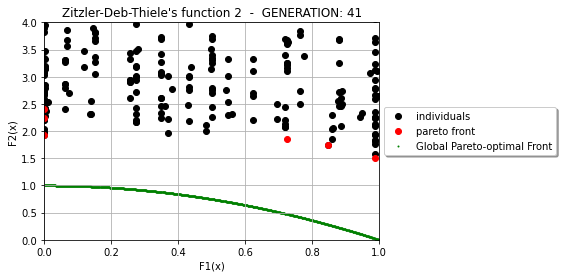 Zitzler-Deb-Thiele's function 2  -  GENERATION: 41
4.0
3.5
3.0
2.5
2.0
1.5
1.0
0.5
0.0
F2(x)
0.0 0.2 0.4 0.6 0.8 1.0
F1(x)
individuals
pareto front
Global Pareto-optimal Front